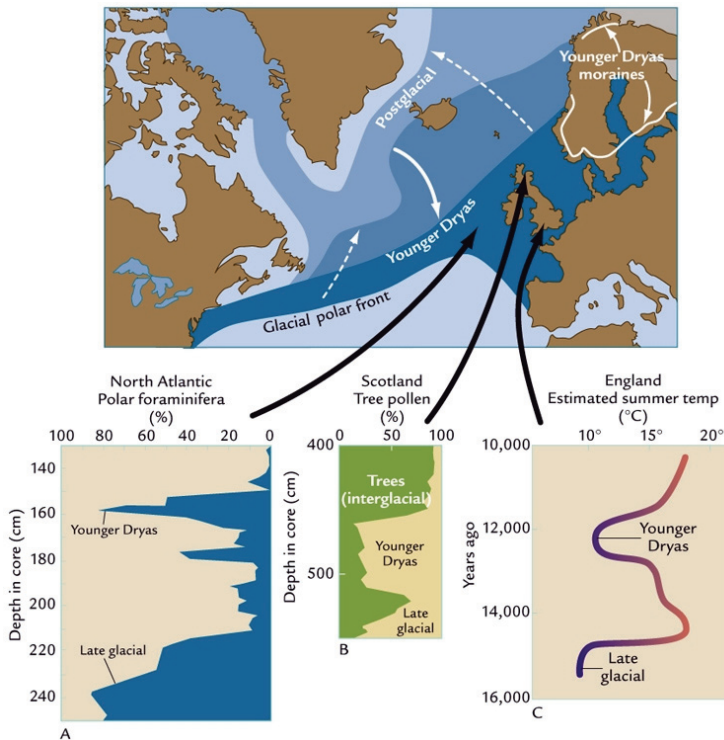 Younger Dryas
moraines
Postglacial
Younger Dryas
Glacial polar front
North Atlantic
Polar foraminifera
(%)
100 80 60 40 20 0
Depth in core (cm)
140
160
180
200
220
240
Younger Dryas
Late glacial
A
Scotland
Tree pollen
(%)
0 50 100
Depth in core (cm)
400
500
Trees
(interglacial)
Younger
Dryas
Late
glacial
B
England
Estimated summer temp
(°C)
10° 15° 20°
Years ago
10,000
12,000
14,000
16,000
Younger
Dryas
Late
glacial
C